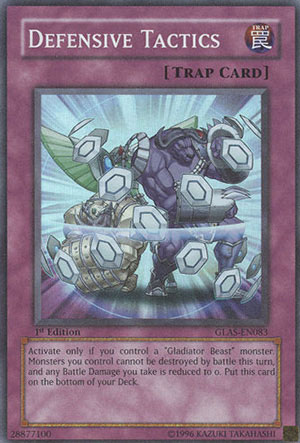 DEFENSIVE TACTICS
TRAP
罠
[TRAP CARD]
1st Edition
GLAS-EN083
Activate only if you control a "Gladiator Beast" monster.
Monsters you control cannot be destroyed by battle this turn,
and any Battle Damage you take is reduced to 0. Put this card
on the bottom of your Deck.
28877100
©1996 KAZUKI TAKAHASHI